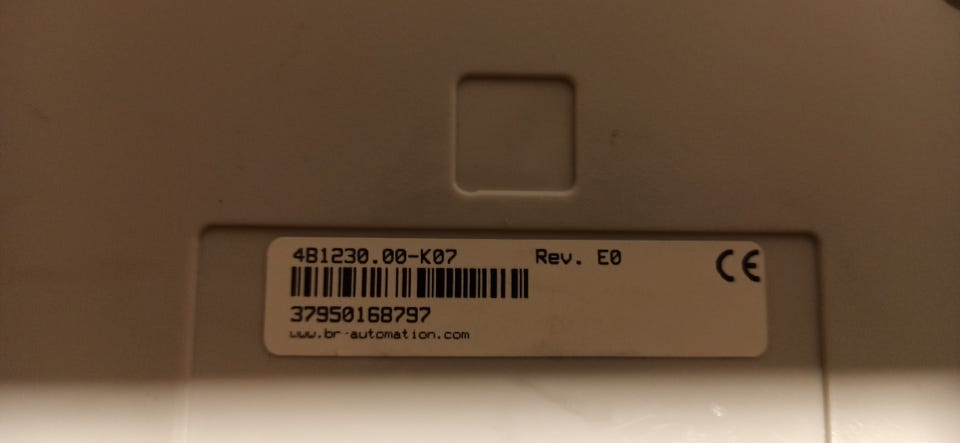 4B1230.00-K07 Rev. E0 CE
37950168797
www.br-automation.com